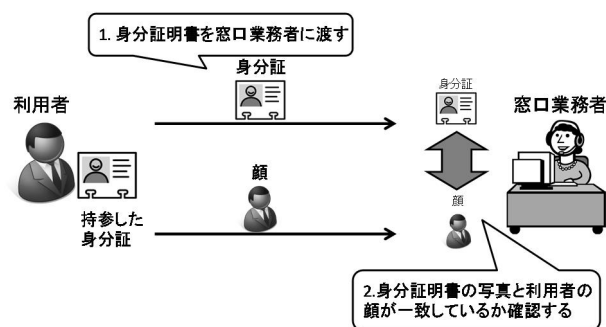 1. 身分証明書を窓口業務者に渡す
身分証
利用者
身分証
窓口業務者
顔
持参した
身分証
顔
2.身分証明書の写真と利用者の
顔が一致しているか確認する